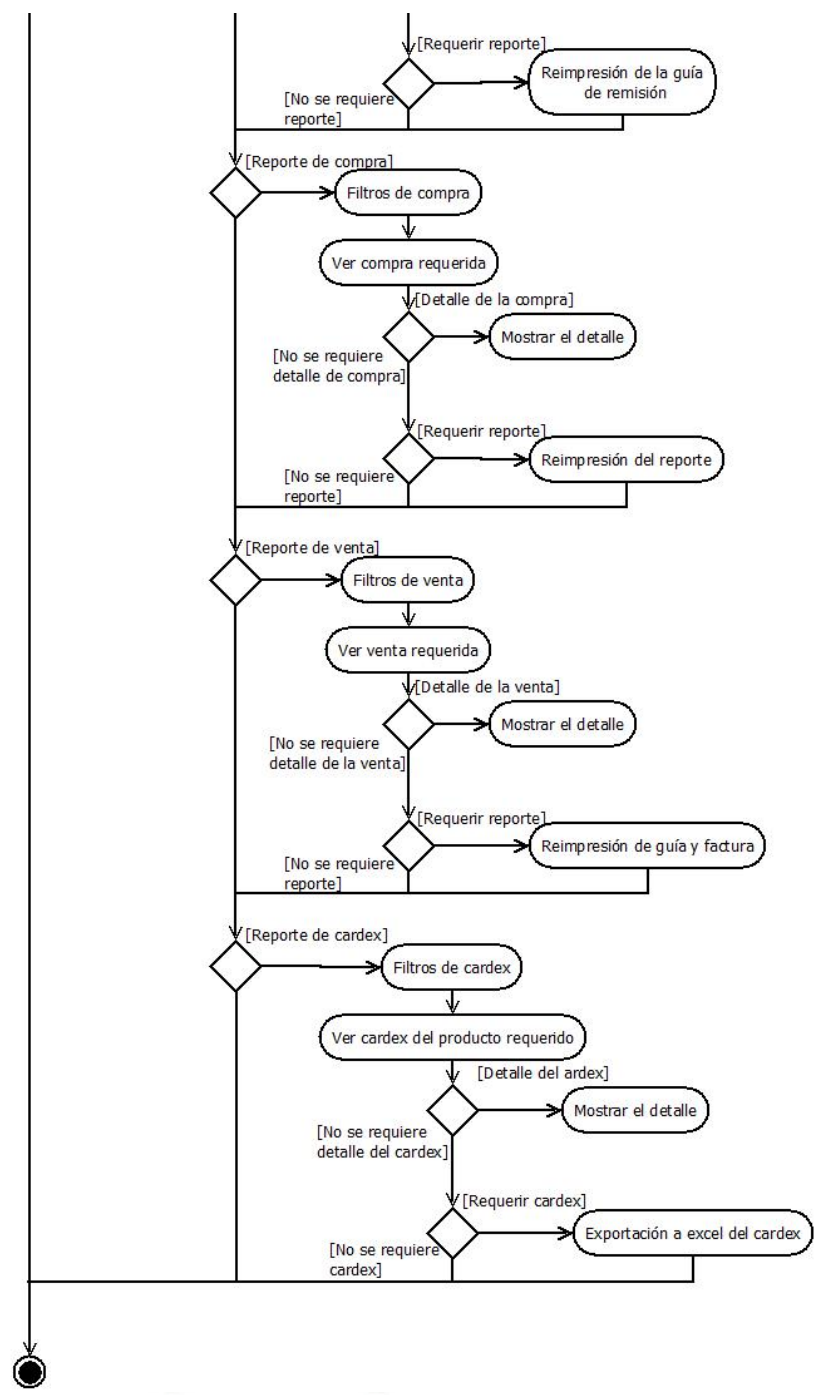 [Requerir reporte]
Reimpresión de la guía
de remisión
[No se requiere
reporte]
[Reporte de compra]
Filtros de compra
Ver compra requerida
[Detalle de la compra]
Mostrar el detalle
[No se requiere
detalle de compra]
[Requerir reporte]
Reimpresión del reporte
[No se requiere
reporte]
[Reporte de venta]
Filtros de venta
Ver venta requerida
[Detalle de la venta]
Mostrar el detalle
[No se requiere
detalle de la venta]
[Requerir reporte]
Reimpresión de guía y factura
[No se requiere
reporte]
[Reporte de cardex]
Filtros de cardex
Ver cardex del producto requerido
[Detalle del ardex]
Mostrar el detalle
[No se requiere
detalle del cardex]
[Requerir cardex]
Exportación a excel del cardex
[No se requiere
cardex]